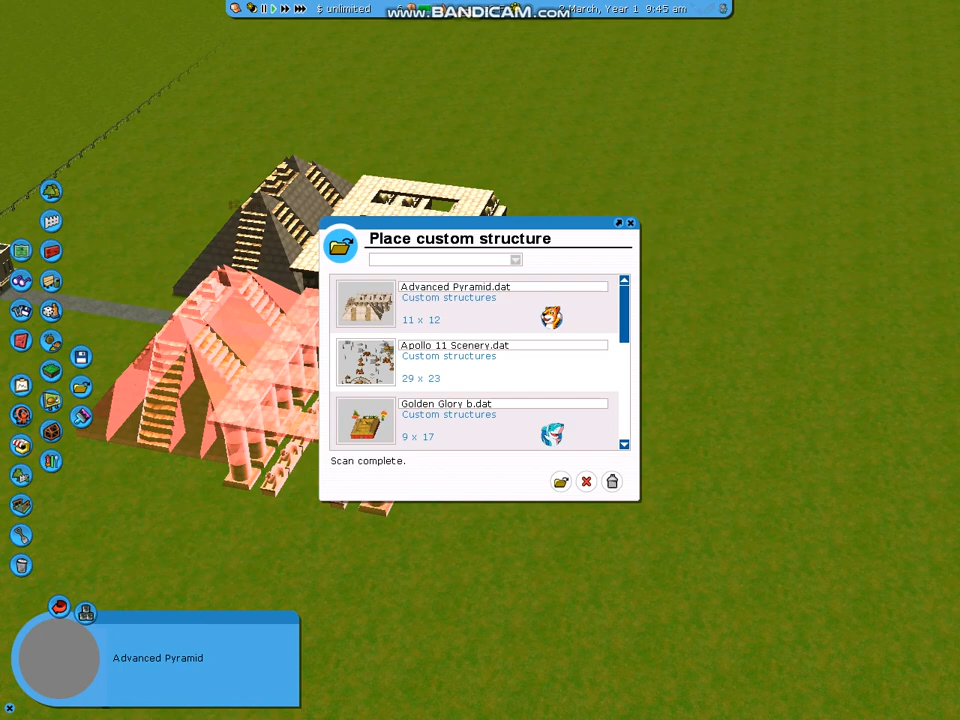 $ unlimited
www.BANDICAM.com
March, Year 1 9:45 am
Place custom structure
Advanced Pyramid.dat
Custom structures
11 x 12
Apollo 11 Scenery.dat
Custom structures
29 x 23
Golden Glory b.dat
Custom structures
9 x 17
Scan complete.
Advanced Pyramid